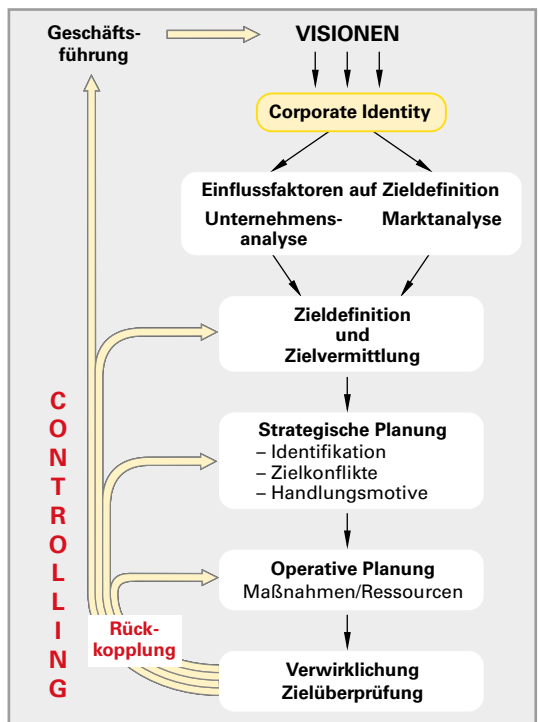 Geschäfts-
führung
VISIONEN
Corporate Identity
Einflussfaktoren auf Zieldefinition
Unternehmens-
analyse
Marktanalyse
Zieldefinition
und
Zielvermittlung
Strategische Planung
– Identifikation
– Zielkonflikte
– Handlungsmotive
Operative Planung
Maßnahmen/Ressourcen
Verwirklichung
Zielüberprüfung
Rück-
kopplung
CONTROLLING